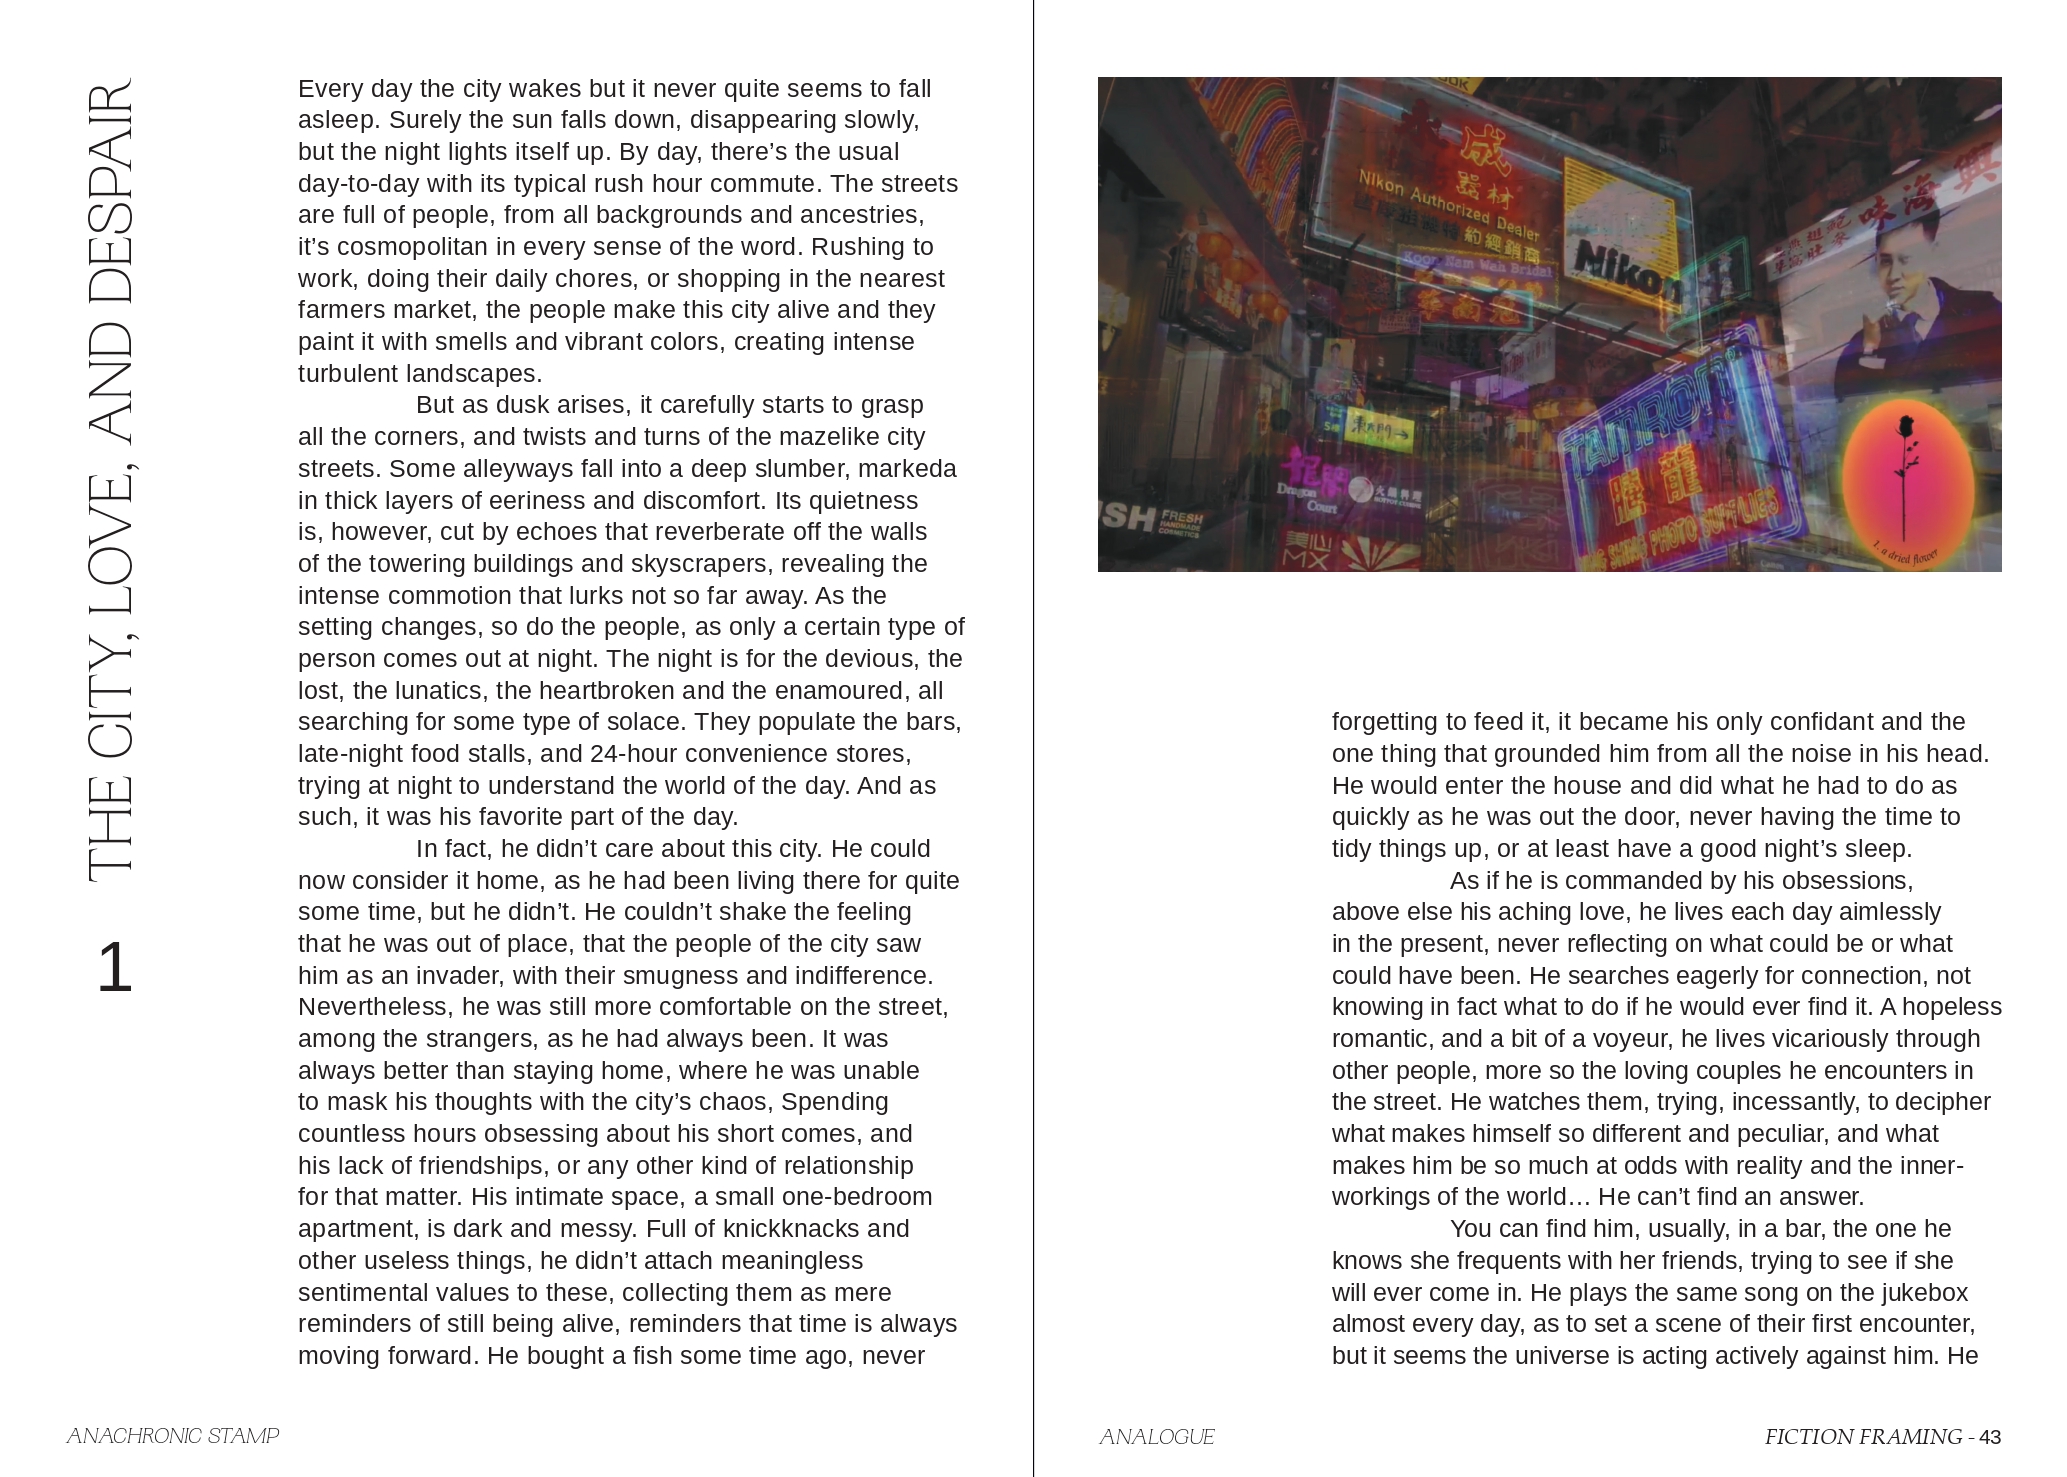 THE CITY, LOVE, AND DESPAIR
1
Every day the city wakes but it never quite seems to fall
asleep. Surely the sun falls down, disappearing slowly,
but the night lights itself up. By day, there’s the usual
day-to-day with its typical rush hour commute. The streets
are full of people, from all backgrounds and ancestries,
it’s cosmopolitan in every sense of the word. Rushing to
work, doing their daily chores, or shopping in the nearest
farmers market, the people make this city alive and they
paint it with smells and vibrant colors, creating intense
turbulent landscapes.
But as dusk arises, it carefully starts to grasp
all the corners, and twists and turns of the mazelike city
streets. Some alleyways fall into a deep slumber, markeda
in thick layers of eeriness and discomfort. Its quietness
is, however, cut by echoes that reverberate off the walls
of the towering buildings and skyscrapers, revealing the
intense commotion that lurks not so far away. As the
setting changes, so do the people, as only a certain type of
person comes out at night. The night is for the devious, the
lost, the lunatics, the heartbroken and the enamoured, all
searching for some type of solace. They populate the bars,
late-night food stalls, and 24-hour convenience stores,
trying at night to understand the world of the day. And as
such, it was his favorite part of the day.
In fact, he didn’t care about this city. He could
now consider it home, as he had been living there for quite
some time, but he didn’t. He couldn’t shake the feeling
that he was out of place, that the people of the city saw
him as an invader, with their smugness and indifference.
Nevertheless, he was still more comfortable on the street,
among the strangers, as he had always been. It was
always better than staying home, where he was unable
to mask his thoughts with the city’s chaos, Spending
countless hours obsessing about his short comes, and
his lack of friendships, or any other kind of relationship
for that matter. His intimate space, a small one-bedroom
apartment, is dark and messy. Full of knickknacks and
other useless things, he didn’t attach meaningless
sentimental values to these, collecting them as mere
reminders of still being alive, reminders that time is always
moving forward. He bought a fish some time ago, never
ANACHRONIC STAMP
成
器材
Nikon Authorized Dealer
約經銷商
Nikon
Koon Nam Wah Bridal
味海興
TAMRON
龍
PHOTO SUPPLIES
Dragon
Court
SH
FRESH
HANDMADE
COSMETICS
MX
1. a dried flower
forgetting to feed it, it became his only confidant and the
one thing that grounded him from all the noise in his head.
He would enter the house and did what he had to do as
quickly as he was out the door, never having the time to
tidy things up, or at least have a good night’s sleep.
As if he is commanded by his obsessions,
above else his aching love, he lives each day aimlessly
in the present, never reflecting on what could be or what
could have been. He searches eagerly for connection, not
knowing in fact what to do if he would ever find it. A hopeless
romantic, and a bit of a voyeur, he lives vicariously through
other people, more so the loving couples he encounters in
the street. He watches them, trying, incessantly, to decipher
what makes himself so different and peculiar, and what
makes him be so much at odds with reality and the inner-
workings of the world… He can’t find an answer.
You can find him, usually, in a bar, the one he
knows she frequents with her friends, trying to see if she
will ever come in. He plays the same song on the jukebox
almost every day, as to set a scene of their first encounter,
but it seems the universe is acting actively against him. He
ANALOGUE
FICTION FRAMING - 43